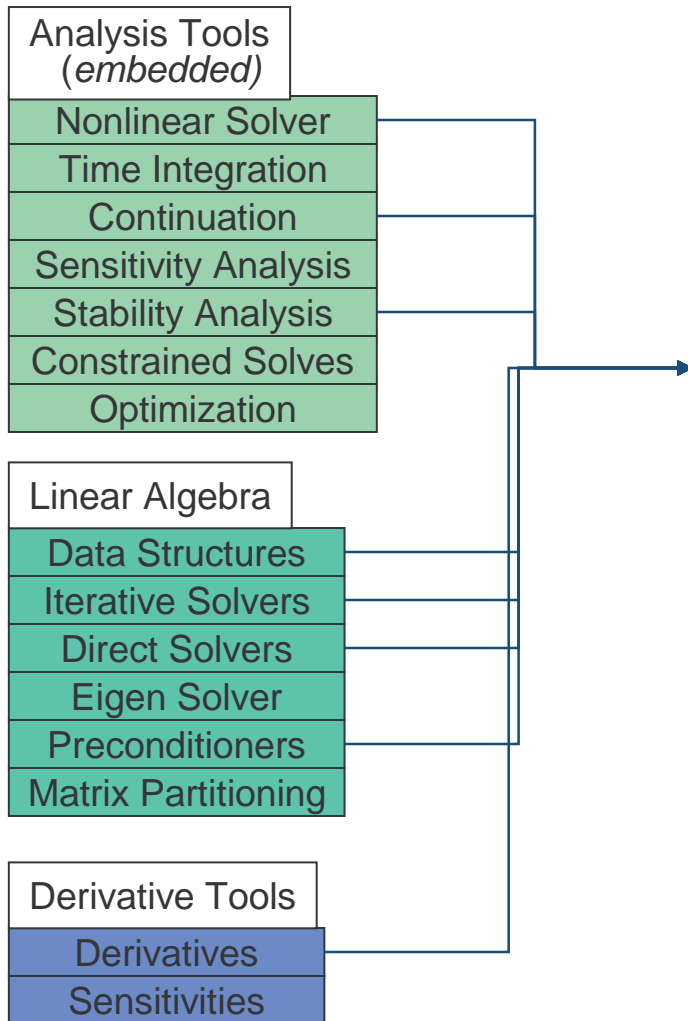 Analysis Tools
(embedded)
Nonlinear Solver
Time Integration
Continuation
Sensitivity Analysis
Stability Analysis
Constrained Solves
Optimization
Linear Algebra
Data Structures
Iterative Solvers
Direct Solvers
Eigen Solver
Preconditioners
Matrix Partitioning
Derivative Tools
Derivatives
Sensitivities